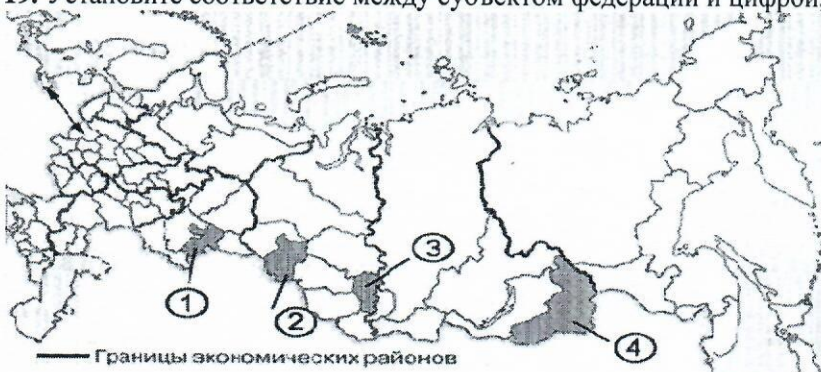 19. Установите соответствие между субъектом федерации и цифрой.
1
2
3
4
Границы экономических районов